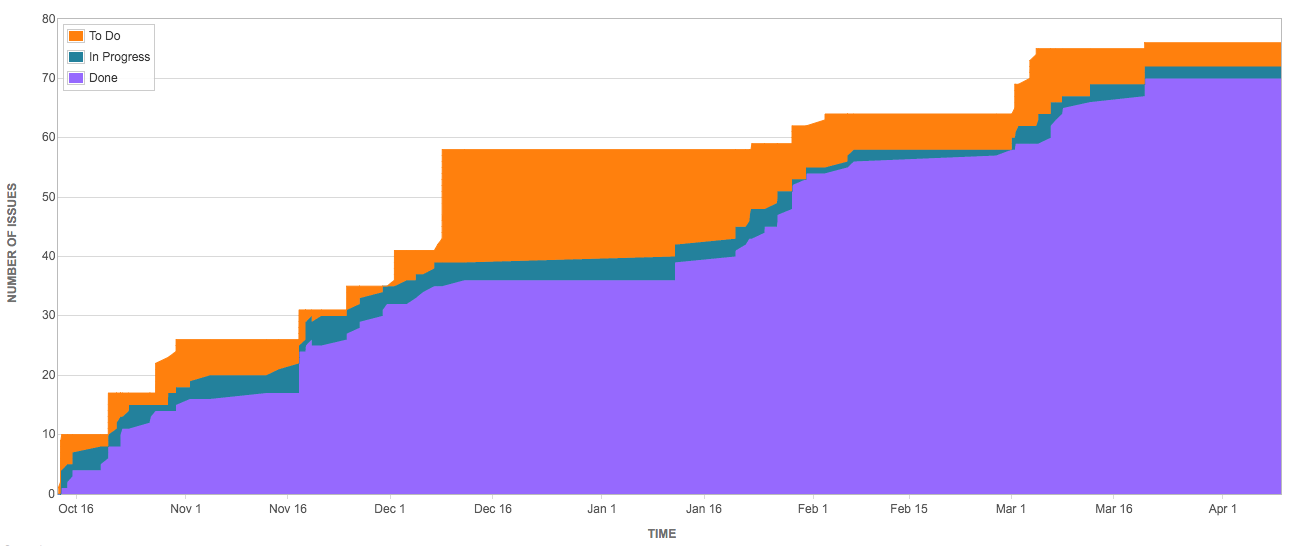 80
70
60
50
40
30
20
10
0
NUMBER OF ISSUES
To Do
In Progress
Done
Oct 16 Nov 1 Nov 16 Dec 1 Dec 16 Jan 1 Jan 16 Feb 1 Feb 15 Mar 1 Mar 16 Apr 1
TIME